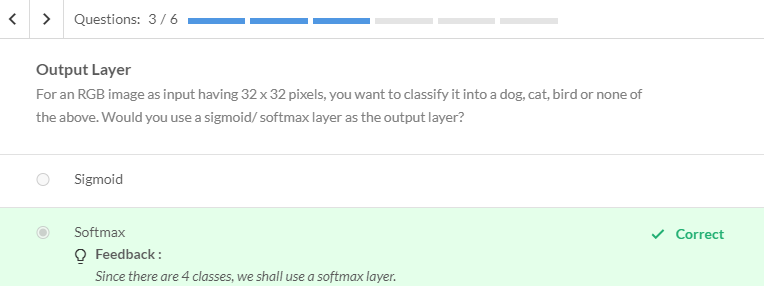 Questions: 3 / 6
Output Layer
For an RGB image as input having 32 x 32 pixels, you want to classify it into a dog, cat, bird or none of
the above. Would you use a sigmoid/ softmax layer as the output layer?
Sigmoid
Softmax
Correct
Feedback :
Since there are 4 classes, we shall use a softmax layer.